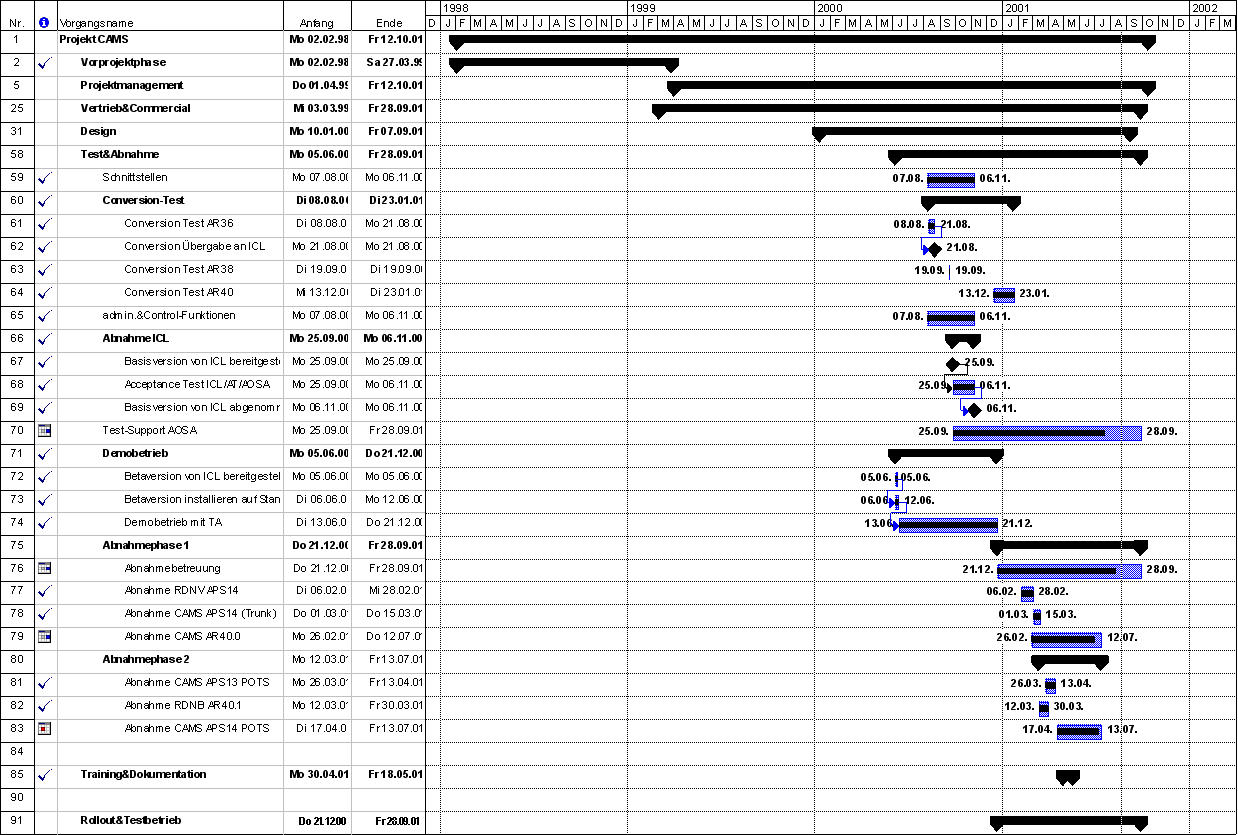 1998 1999 2000 2001 2002
Nr. Vorgangsname Anfang Ende D J F M A M J J A S O N D J F M A M J J A S O N D J F M A M J J A S O N D J F M A M J J A S O N D J F M
1 Projekt CAMS Mo 02.02.98 Fr 12.10.01
2 Vorprojektphase Mo 02.02.98 Sa 27.03.99
5 Projektmanagement Do 01.04.99 Fr 12.10.01
25 Vertrieb&Commercial Mi 03.03.99 Fr 28.09.01
31 Design Mo 10.01.00 Fr 07.09.01
58 Test&Abnahme Mo 05.06.00 Fr 28.09.01
59 Schnittstellen Mo 07.08.00 Mo 06.11.00 07.08. 06.11.
60 Conversion-Test Di 08.08.00 Di 23.01.01
61 Conversion Test AR36 Di 08.08.0 Mo 21.08.00 08.08. 21.08.
62 Conversion Übergabe an ICL Mo 21.08.00 Mo 21.08.00 21.08.
63 Conversion Test AR38 Di 19.09.0 Di 19.09.0 19.09. 19.09.
64 Conversion Test AR40 Mi 13.12.0 Di 23.01.0 13.12. 23.01.
65 admin.&Control-Funktionen Mo 07.08.00 Mo 06.11.00 07.08. 06.11.
66 Abnahme ICL Mo 25.09.00 Mo 06.11.00
67 Basisversion von ICL bereitgest Mo 25.09.00 Mo 25.09.00 25.09.
68 Acceptance Test ICL/AT/AOSA Mo 25.09.00 Mo 06.11.00 25.09. 06.11.
69 Basisversion von ICL abgenomm Mo 06.11.00 Mo 06.11.00 06.11.
70 Test-Support AOSA Mo 25.09.00 Fr 28.09.01 25.09. 28.09.
71 Demobetrieb Mo 05.06.00 Do 21.12.00
72 Betaversion von ICL bereitgestel Mo 05.06.00 Mo 05.06.00 05.06. 05.06.
73 Betaversion installieren auf Stan Di 06.06.0 Mo 12.06.00 06.06. 12.06.
74 Demobetrieb mit TA Di 13.06.0 Do 21.12.0 13.06. 21.12.
75 Abnahmephase 1 Do 21.12.00 Fr 28.09.01
76 Abnahmebetreuung Do 21.12.00 Fr 28.09.01 21.12. 28.09.
77 Abnahme RDNV APS14 Di 06.02.0 Mi 28.02.01 06.02. 28.02.
78 Abnahme CAMS APS14 (Trunk) Do 01.03.01 Do 15.03.01 01.03. 15.03.
79 Abnahme CAMS AR40.0 Mo 26.02.01 Do 12.07.01 26.02. 12.07.
80 Abnahmephase 2 Mo 12.03.01 Fr 13.07.01
81 Abnahme CAMS APS13 POTS Mo 26.03.01 Fr 13.04.01 26.03. 13.04.
82 Abnahme RDNB AR40.1 Mo 12.03.01 Fr 30.03.01 12.03. 30.03.
83 Abnahme CAMS APS14 POTS Di 17.04.0 Fr 13.07.01 17.04. 13.07.
84
85 Training&Dokumentation Mo 30.04.01 Fr 18.05.01
90
91 Rollout&Testbetrieb Do 21.12.00 Fr 28.09.01